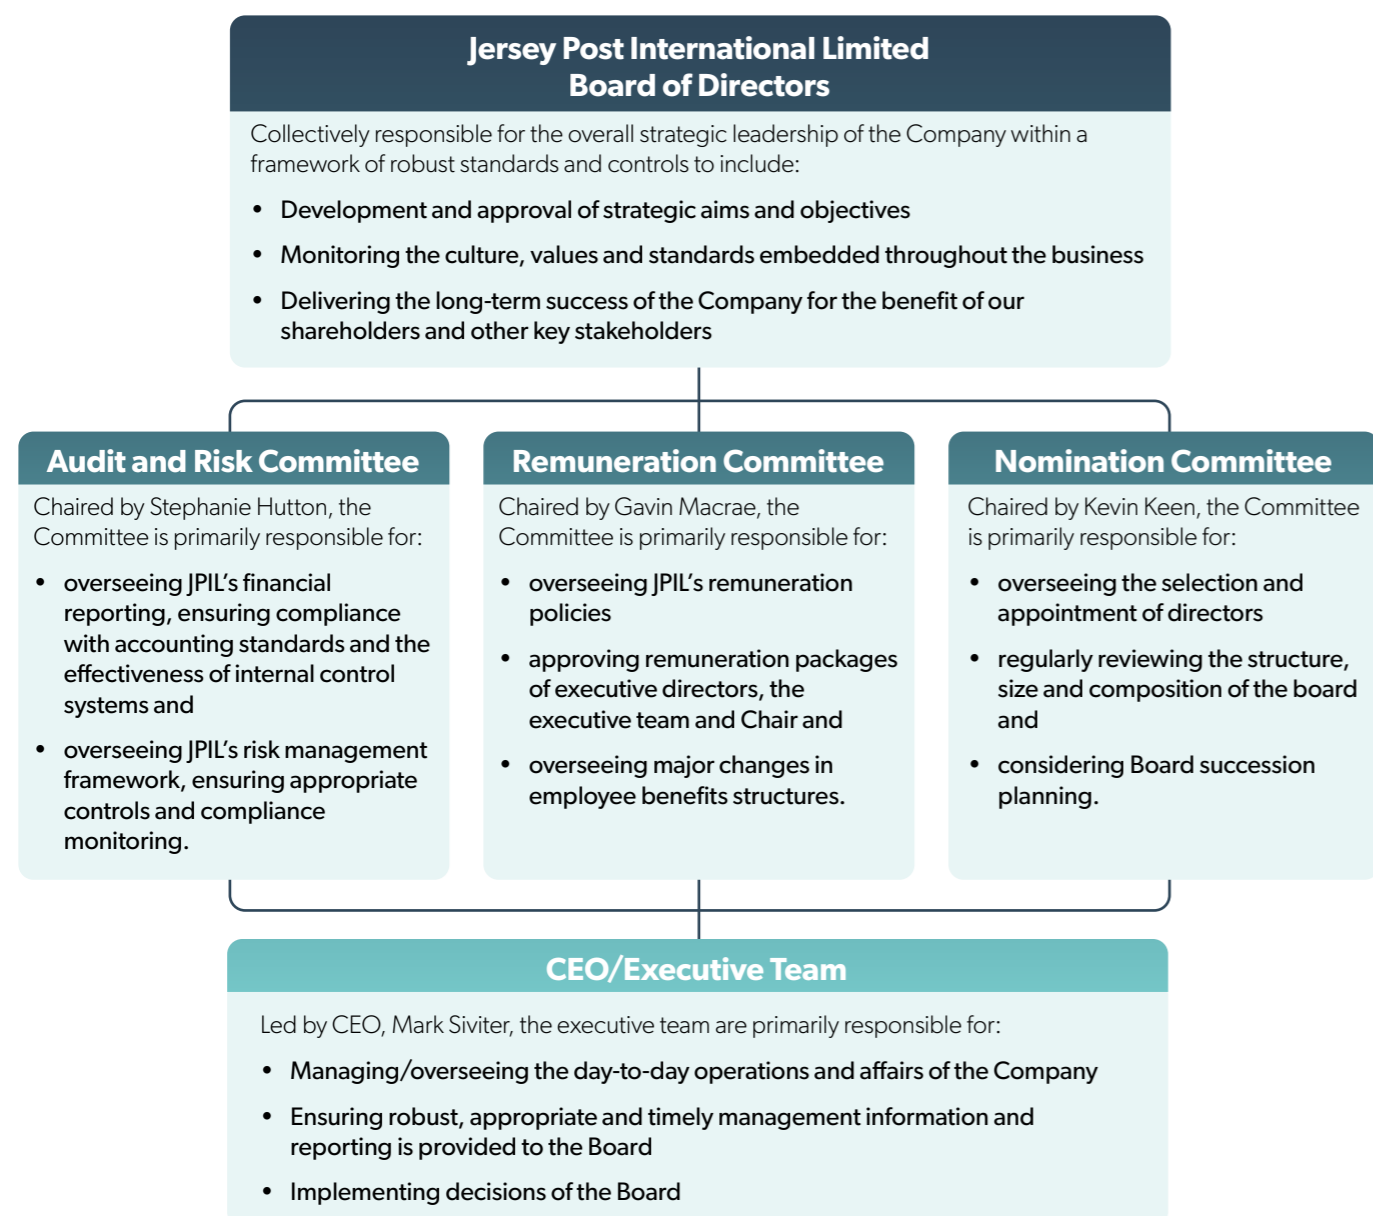 Jersey Post International Limited
Board of Directors
Collectively responsible for the overall strategic leadership of the Company within a
framework of robust standards and controls to include:
• Development and approval of strategic aims and objectives
• Monitoring the culture, values and standards embedded throughout the business
• Delivering the long-term success of the Company for the benefit of our
shareholders and other key stakeholders
Audit and Risk Committee
Chaired by Stephanie Hutton, the
Committee is primarily responsible for:
• overseeing JPIL’s financial
reporting, ensuring compliance
with accounting standards and the
effectiveness of internal control
systems and
• overseeing JPIL’s risk management
framework, ensuring appropriate
controls and compliance
monitoring.
Remuneration Committee
Chaired by Gavin Macrae, the
Committee is primarily responsible for:
• overseeing JPIL’s remuneration
policies
• approving remuneration packages
of executive directors, the
executive team and Chair and
• overseeing major changes in
employee benefits structures.
Nomination Committee
Chaired by Kevin Keen, the Committee
is primarily responsible for:
• overseeing the selection and
appointment of directors
• regularly reviewing the structure,
size and composition of the board
and
• considering Board succession
planning.
CEO/Executive Team
Led by CEO, Mark Siviter, the executive team are primarily responsible for:
• Managing/overseeing the day-to-day operations and affairs of the Company
• Ensuring robust, appropriate and timely management information and
reporting is provided to the Board
• Implementing decisions of the Board